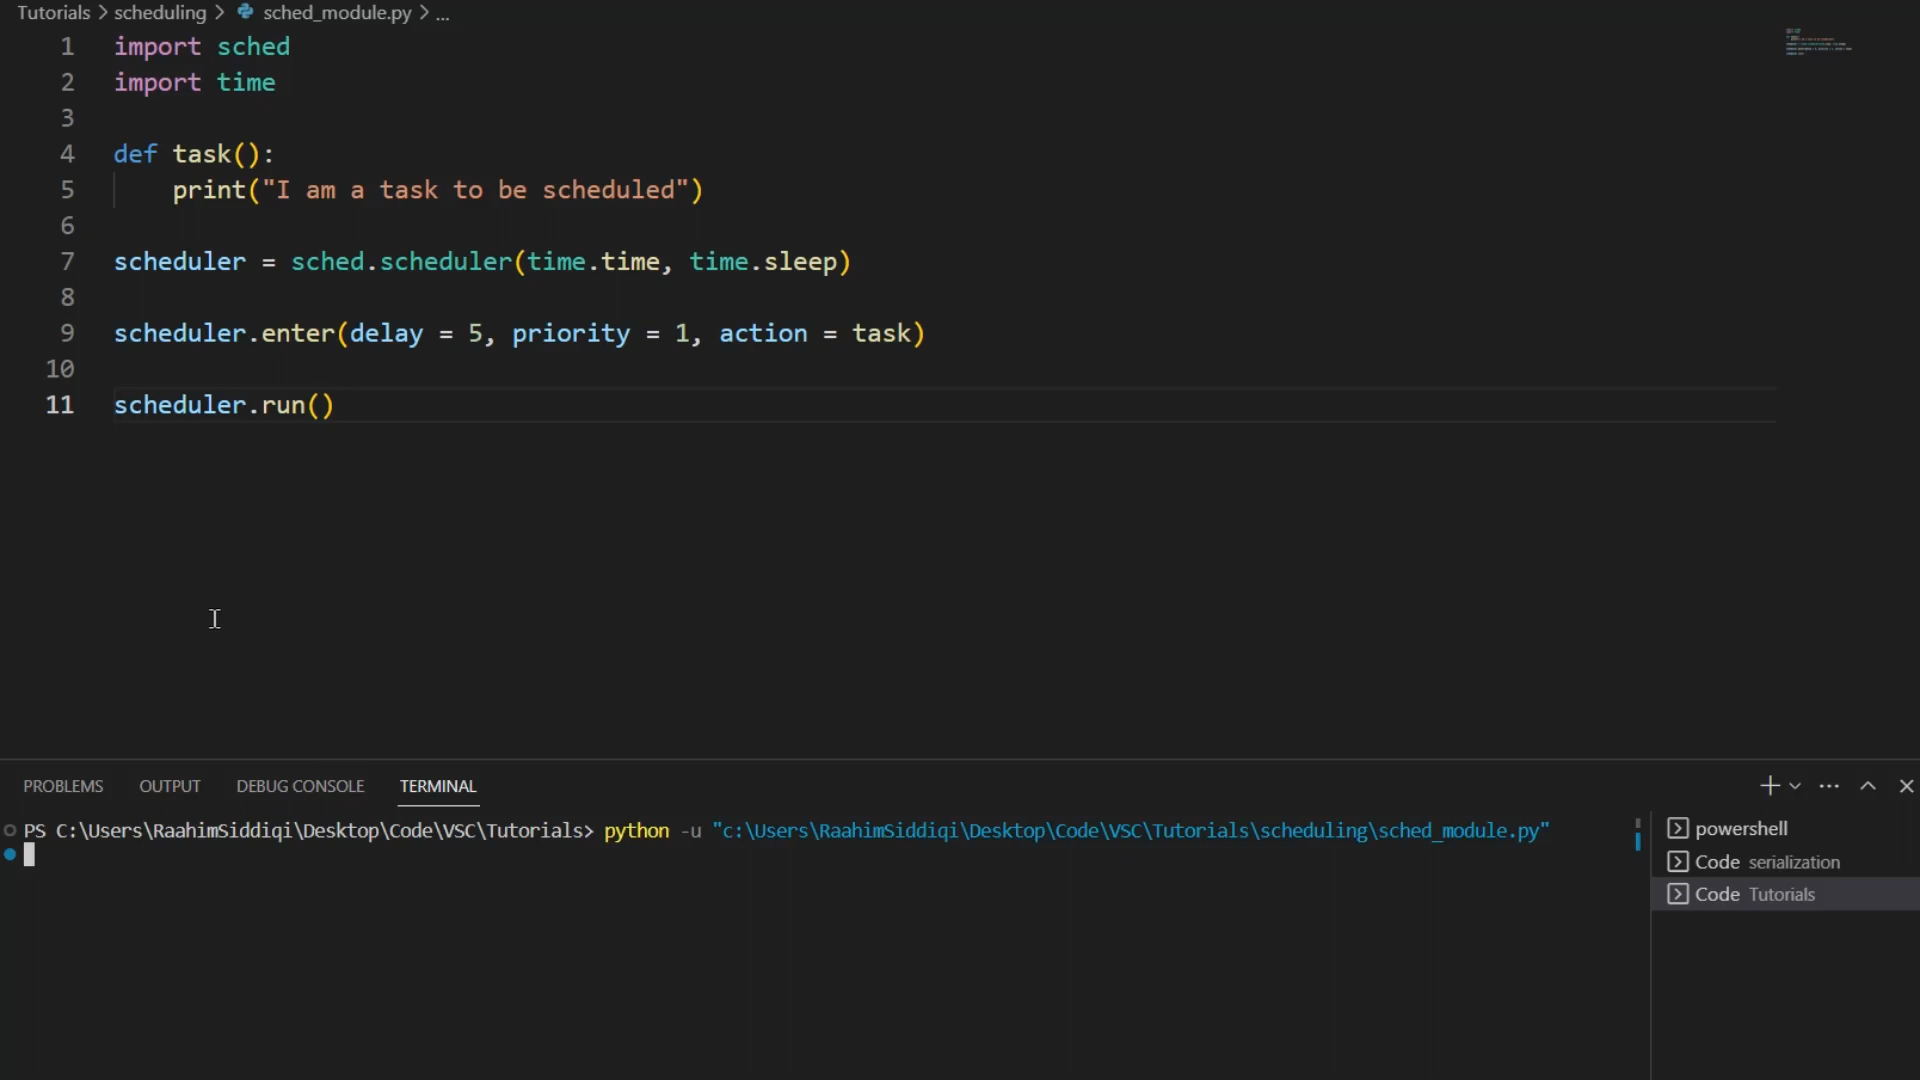 Tutorials > scheduling > sched_module.py > ...
1 import sched
2 import time
3
4 def task():
5     print("I am a task to be scheduled")
6
7 scheduler = sched.scheduler(time.time, time.sleep)
8
9 scheduler.enter(delay = 5, priority = 1, action = task)
10
11 scheduler.run()
PROBLEMS OUTPUT DEBUG CONSOLE TERMINAL
PS C:\Users\RaahimSiddiqi\Desktop\Code\VSC\Tutorials> python -u "c:\Users\RaahimSiddiqi\Desktop\Code\VSC\Tutorials\scheduling\sched_module.py"
powershell
Code serialization
Code Tutorials